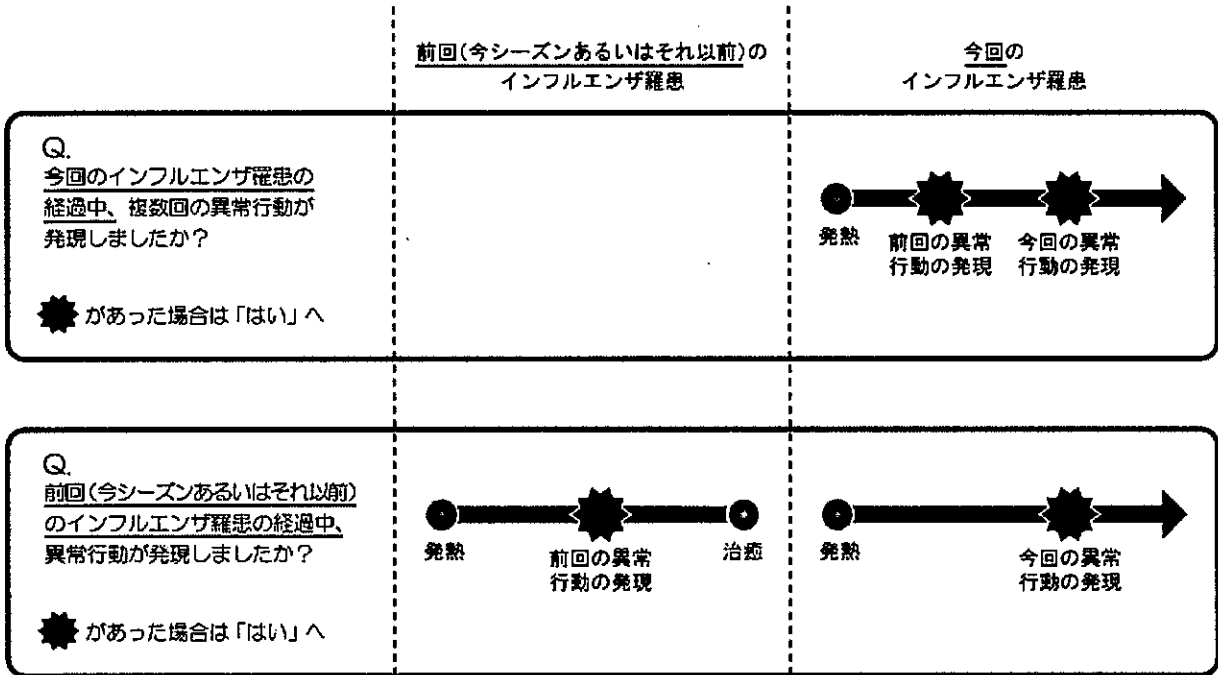 前回(今シーズンあるいはそれ以前)の
インフルエンザ罹患
今回の
インフルエンザ罹患
Q.
今回のインフルエンザ罹患の
経過中、複数回の異常行動が
発現しましたか？
があった場合は「はい」へ
発熱
前回の異常
行動の発現
今回の異常
行動の発現
Q.
前回(今シーズンあるいはそれ以前)
のインフルエンザ罹患の経過中、
異常行動が発現しましたか？
があった場合は「はい」へ
発熱
前回の異常
行動の発現
治癒
発熱
今回の異常
行動の発現